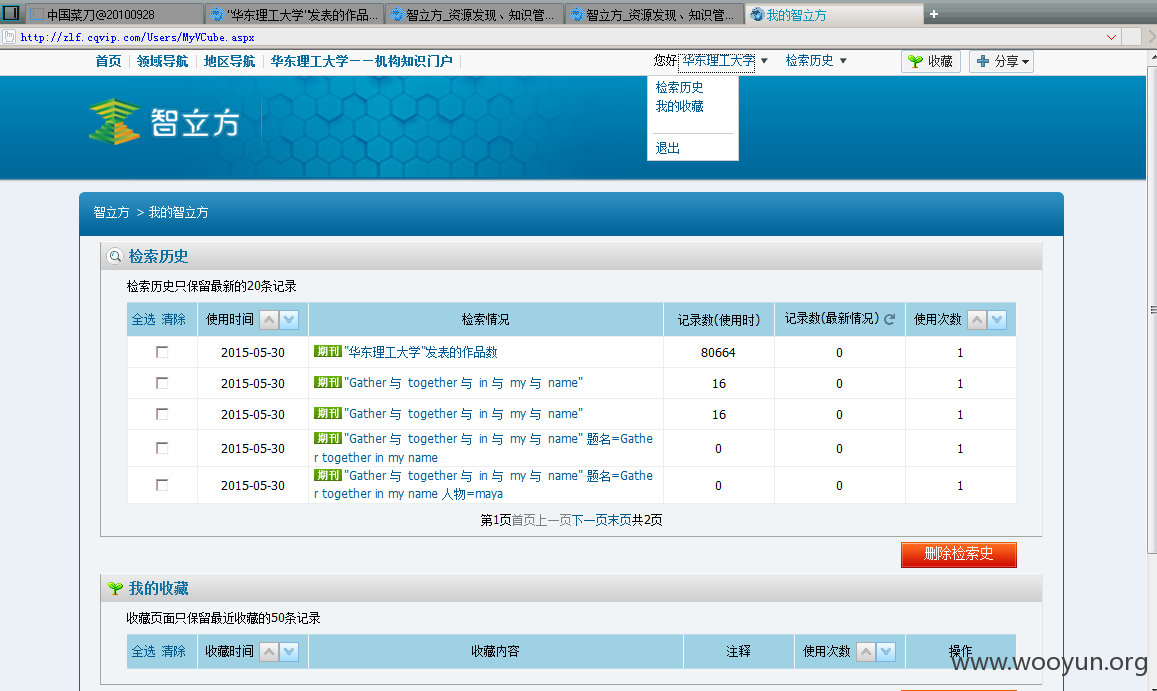 中国菜刀@20100928 "华东理工大学"发表的作品... 智立方_资源发现、知识管... 智立方_资源发现、知识管... 我的智立方
http://zlf.cqvip.com/Users/MyVCube.aspx
首页 领域导航 地区导航 华东理工大学－－机构知识门户 您好 华东理工大学 检索历史 收藏 分享
检索历史
我的收藏
退出
智立方
智立方 > 我的智立方
检索历史
检索历史只保留最新的20条记录
全选 清除 使用时间 检索情况 记录数(使用时) 记录数(最新情况) 使用次数
2015-05-30 期刊 "华东理工大学"发表的作品数 80664 0 1
2015-05-30 期刊 "Gather 与 together 与 in 与 my 与 name" 16 0 1
2015-05-30 期刊 "Gather 与 together 与 in 与 my 与 name" 16 0 1
2015-05-30 期刊 "Gather 与 together 与 in 与 my 与 name" 题名=Gathe
r together in my name 0 0 1
2015-05-30 期刊 "Gather 与 together 与 in 与 my 与 name" 题名=Gathe
r together in my name 人物=maya 0 0 1
第1页首页上一页下一页末页共2页
删除检索史
我的收藏
收藏页面只保留最近收藏的50条记录
全选 清除 收藏时间 收藏内容 注释 使用次数 操作
www.wooyun.org